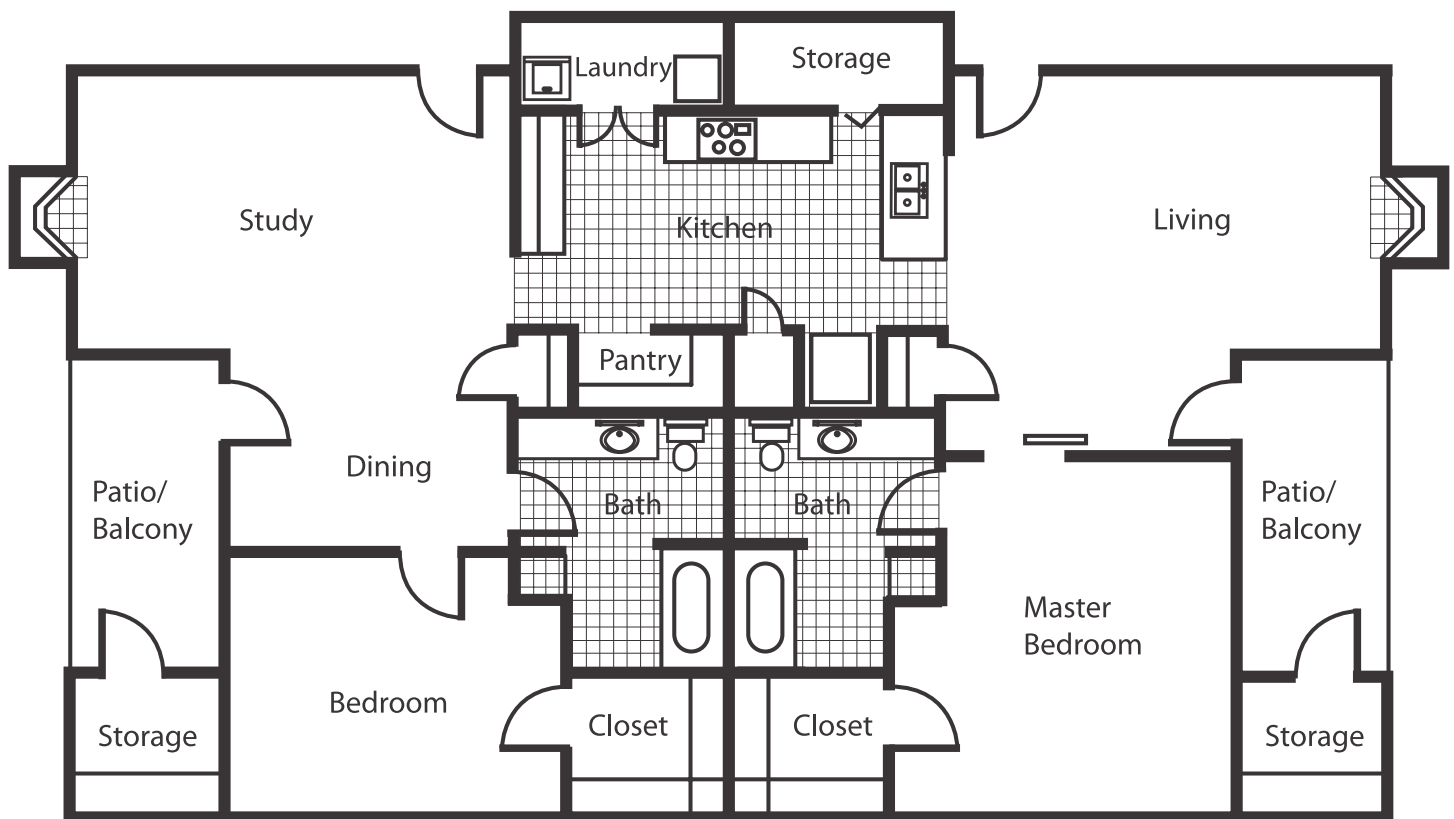 Laundry
Storage
Study
Kitchen
Living
Pantry
Dining
Patio/
Balcony
Bath
Bath
Patio/
Balcony
Master
Bedroom
Bedroom
Storage
Closet
Closet
Storage